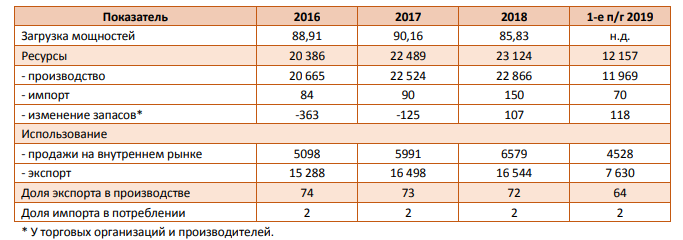 Показатель 2016 2017 2018 1-е п/г 2019
Загрузка мощностей 88,91 90,16 85,83 н.д.
Ресурсы 20 386 22 489 23 124 12 157
- производство 20 665 22 524 22 866 11 969
- импорт 84 90 150 70
- изменение запасов* -363 -125 107 118
Использование
- продажи на внутреннем рынке 5098 5991 6579 4528
- экспорт 15 288 16 498 16 544 7 630
Доля экспорта в производстве 74 73 72 64
Доля импорта в потреблении 2 2 2 2
* У торговых организаций и производителей.